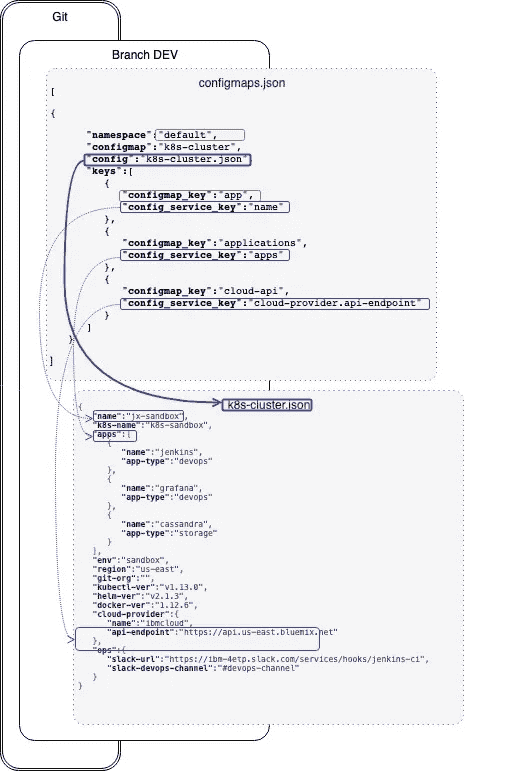 Git
Branch DEV
configmaps.json
[
{
"namespace":"default",
"configmap":"k8s-cluster",
"config":"k8s-cluster.json"
"keys":[
{
"configmap_key":"app",
"config_service_key":"name"
},
{
"configmap_key":"applications",
"config_service_key":"apps"
},
{
"configmap_key":"cloud-api",
"config_service_key":"cloud-provider.api-endpoint"
}
]
}
]
k8s-cluster.json
{
"name":"jx-sandbox",
"k8s-name":"k8s-sandbox",
"apps":[
{
"name":"jenkins",
"app-type":"devops"
},
{
"name":"grafana",
"app-type":"devops"
},
{
"name":"cassandra",
"app-type":"storage"
}
],
"env":"sandbox",
"region":"us-east",
"git-org":"",
"kubectl-ver":"v1.13.0",
"helm-ver":"v2.1.3",
"docker-ver":"1.12.6",
"cloud-provider":{
"name":"ibmcloud",
"api-endpoint":"https://api.us-east.bluemix.net"
},
"ops":{
"slack-url":"https://ibm-4etp.slack.com/services/hooks/jenkins-ci",
"slack-devops-channel":"#devops-channel"
}
}